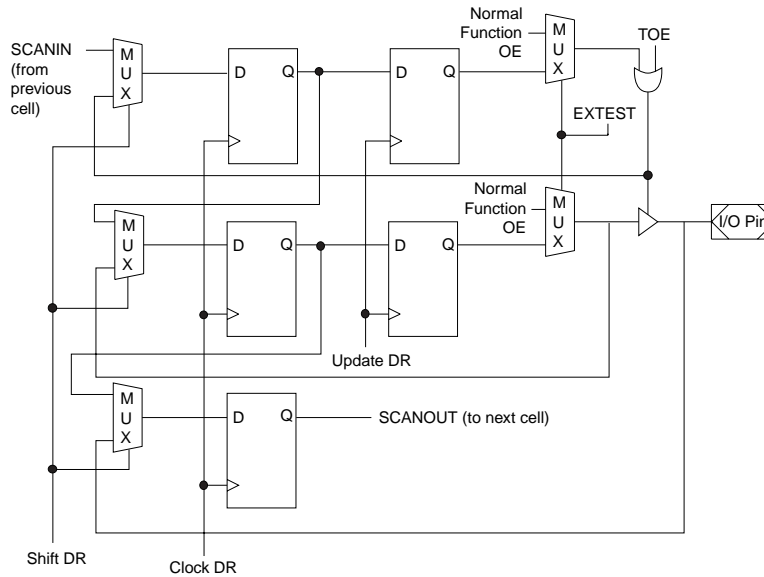 SCANIN
(from
previous
cell)
M
U
X
D
Q
D
Q
Normal
Function
OE
M
U
X
TOE
EXTEST
M
U
X
D
Q
D
Q
Normal
Function
OE
M
U
X
I/O Pin
Update DR
M
U
X
D
Q
SCANOUT (to next cell)
Shift DR
Clock DR